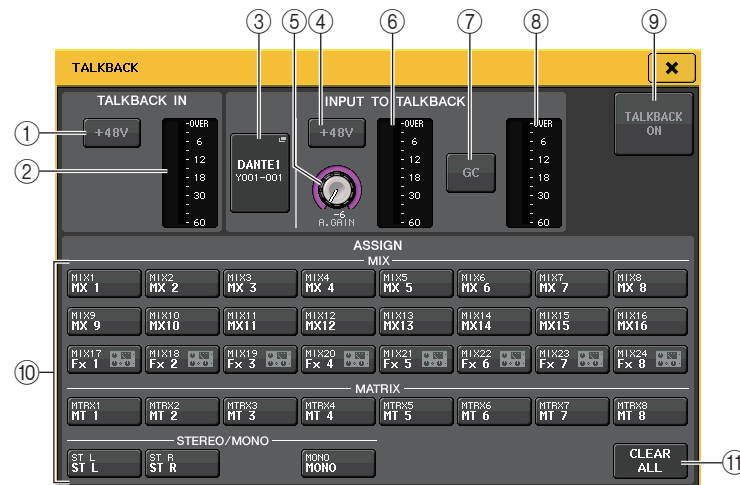 ③ ⑤ ④ ⑥ ⑦ ⑧ ⑨
TALKBACK
TALKBACK IN
INPUT TO TALKBACK
TALKBACK
ON
①
+48V
②
OVER
6
12
18
30
60
DANTE1
Y001-001
+48V
-6
A.GAIN
OVER
6
12
18
30
60
GC
OVER
6
12
18
30
60
ASSIGN
MIX
⑩
MIX1 MIX2 MIX3 MIX4 MIX5 MIX6 MIX7 MIX8
MX 1 MX 2 MX 3 MX 4 MX 5 MX 6 MX 7 MX 8
MIX9 MIX10 MIX11 MIX12 MIX13 MIX14 MIX15 MIX16
MX 9 MX10 MX11 MX12 MX13 MX14 MX15 MX16
MIX17 MIX18 MIX19 MIX20 MIX21 MIX22 MIX23 MIX24
Fx 1 Fx 2 Fx 3 Fx 4 Fx 5 Fx 6 Fx 7 Fx 8
MATRIX
MTRX1 MTRX2 MTRX3 MTRX4 MTRX5 MTRX6 MTRX7 MTRX8
MT 1 MT 2 MT 3 MT 4 MT 5 MT 6 MT 7 MT 8
STEREO/MONO
ST L ST R MONO
ST L ST R MONO
CLEAR
ALL
⑪